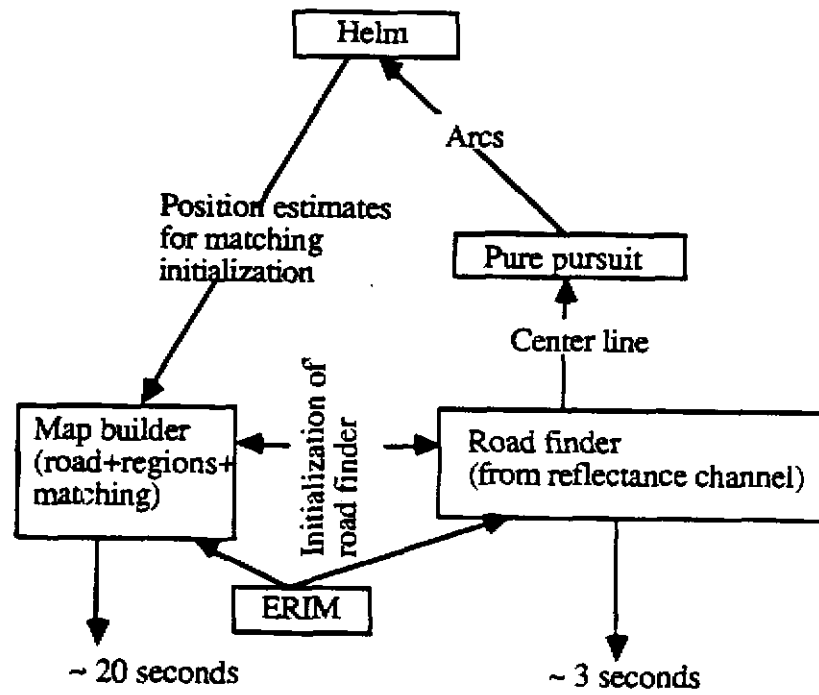 Helm
Arcs
Position estimates
for matching
initialization
Pure pursuit
Center line
Initialization of
road finder
Map builder
(road+regions+
matching)
Road finder
(from reflectance channel)
ERIM
~ 20 seconds
~ 3 seconds